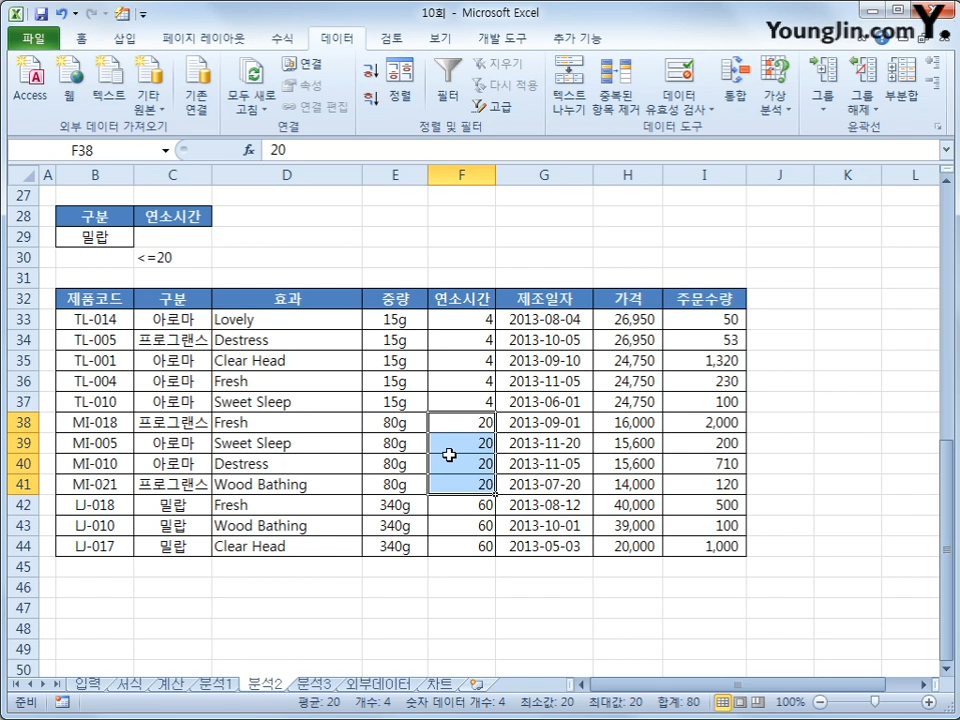 10회 - Microsoft Excel
YoungJin.com Y.
파일 홈 삽입 페이지 레이아웃 수식 데이터 검토 보기 개발 도구 추가 기능
Access 웹 텍스트 기타 원본 기존 연결 모두 새로 고침 연결 속성 연결 편집 정렬 필터 지우기 다시 적용 고급 텍스트 나누기 중복된 항목 제거 데이터 유효성 검사 통합 가상 분석 그룹 그룹 해제 부분합
외부 데이터 가져오기 연결 정렬 및 필터 데이터 도구 윤곽선
F38 fx 20
A B C D E F G H I J K L
27
28 구분 연소시간
29 밀랍
30 <=20
31
32 제품코드 구분 효과 중량 연소시간 제조일자 가격 주문수량
33 TL-014 아로마 Lovely 15g 4 2013-08-04 26,950 50
34 TL-005 프로그랜스 Destress 15g 4 2013-10-05 26,950 53
35 TL-001 아로마 Clear Head 15g 4 2013-09-10 24,750 1,320
36 TL-004 아로마 Fresh 15g 4 2013-11-05 24,750 230
37 TL-010 아로마 Sweet Sleep 15g 4 2013-06-01 24,750 100
38 MI-018 프로그랜스 Fresh 80g 20 2013-09-01 16,000 2,000
39 MI-005 아로마 Sweet Sleep 80g 20 2013-11-20 15,600 200
40 MI-010 아로마 Destress 80g 20 2013-11-05 15,600 710
41 MI-021 프로그랜스 Wood Bathing 80g 20 2013-07-20 14,000 120
42 LJ-018 밀랍 Fresh 340g 60 2013-08-12 40,000 500
43 LJ-010 밀랍 Wood Bathing 340g 60 2013-10-01 39,000 100
44 LJ-017 밀랍 Clear Head 340g 60 2013-05-03 20,000 1,000
45
46
47
48
49
50
입력 서식 계산 분석1 분석2 분석3 외부데이터 차트
준비 평균: 20 개수: 4 숫자 데이터 개수: 4 최소값: 20 최대값: 20 합계: 80 100%